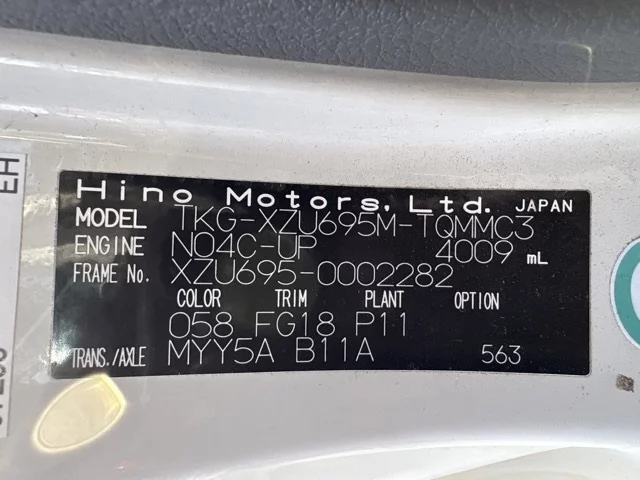 EH
Hino Motors, Ltd. JAPAN
MODEL TKG-XZU695M-TQMMC3
ENGINE N04C-UP 4009 mL
FRAME No. XZU695-0002282
COLOR TRIM PLANT OPTION
058 FG18 P11
TRANS./AXLE MYY5A B11A 563